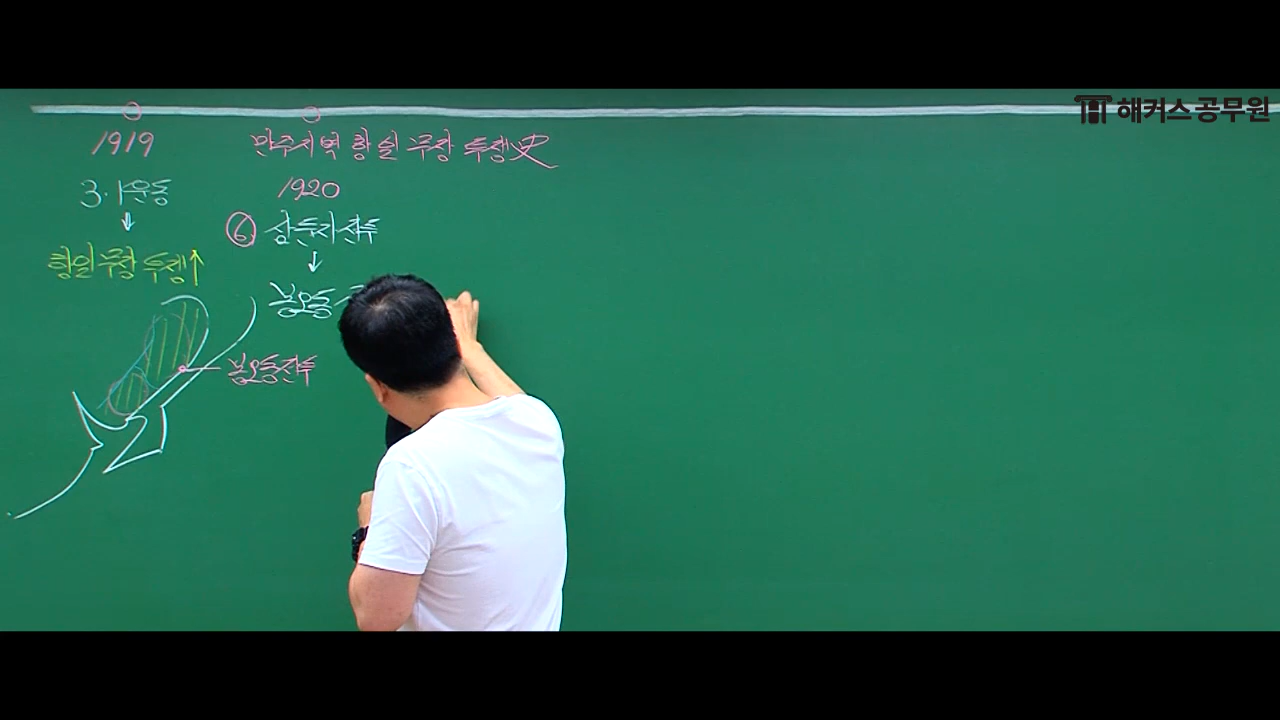 해커스공무원
1919
만주지역 항일 무장 투쟁史
3·1운동
1920
⑥ 삼둔자전투
↓
↓
항일무장투쟁↑
봉오동
봉오동전투